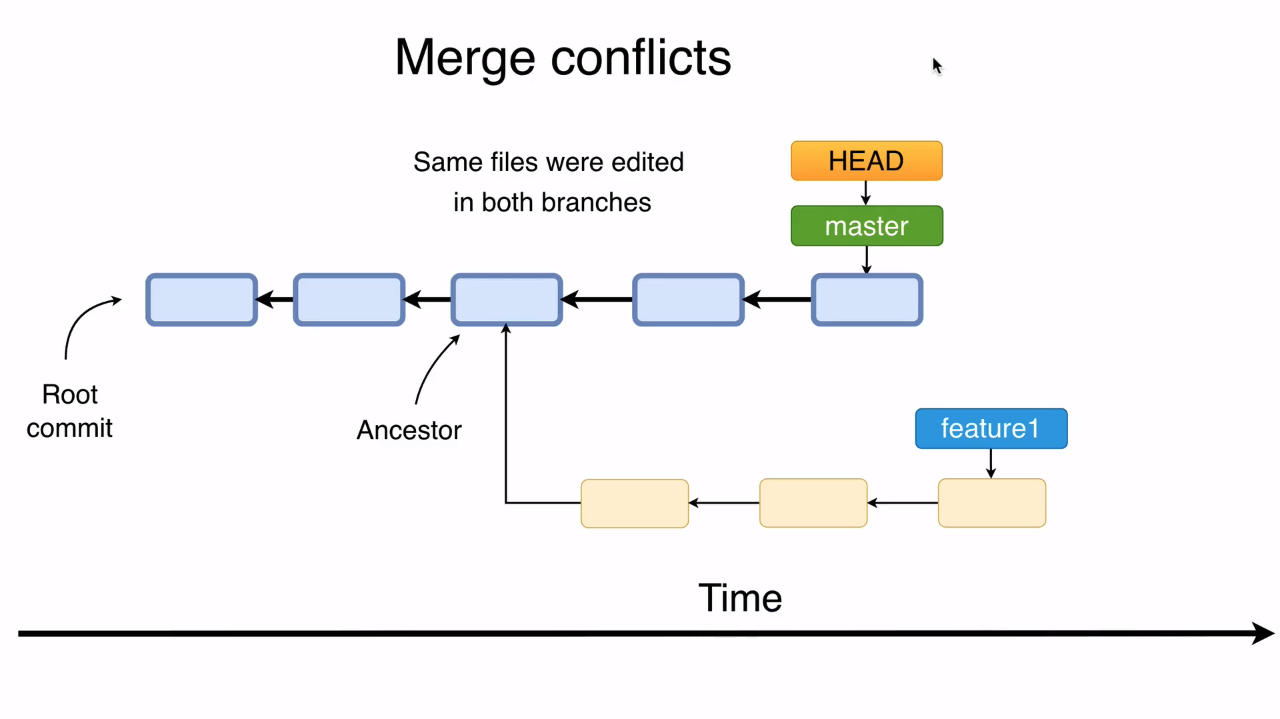 Merge conflicts
Same files were edited
in both branches
HEAD
master
Root
commit
Ancestor
feature1
Time